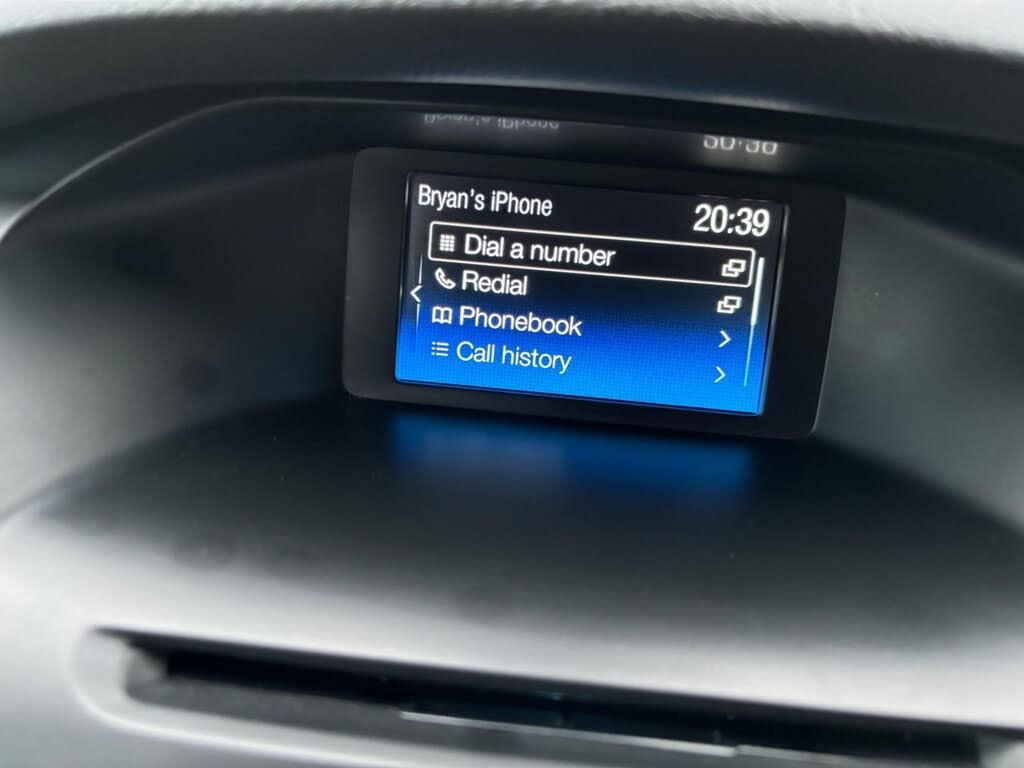 Bryan's iPhone
20:39
Dial a number
Redial
Phonebook
Call history